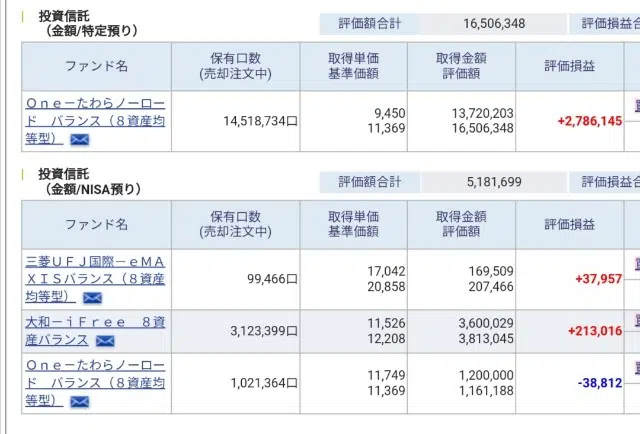 投資信託
(金額/特定預り)
評価額合計
16,506,348
評価損益
ファンド名
保有口数
(売却注文中)
取得単価
基準価額
取得金額
評価額
評価損益
Ｏｎｅ－たわらノーロー
ド　バランス（８資産均
等型）
14,518,734口
9,450
11,369
13,720,203
16,506,348
+2,786,145
投資信託
(金額/NISA預り)
評価額合計
5,181,699
評価損益合
ファンド名
保有口数
(売却注文中)
取得単価
基準価額
取得金額
評価額
評価損益
三菱ＵＦＪ国際－ｅＭＡ
ＸＩＳバランス（８資産
均等型）
99,466口
17,042
20,858
169,509
207,466
+37,957
大和－ｉＦｒｅｅ　８資
産バランス
3,123,399口
11,526
12,208
3,600,029
3,813,045
+213,016
Ｏｎｅ－たわらノーロー
ド　バランス（８資産均
等型）
1,021,364口
11,749
11,369
1,200,000
1,161,188
-38,812